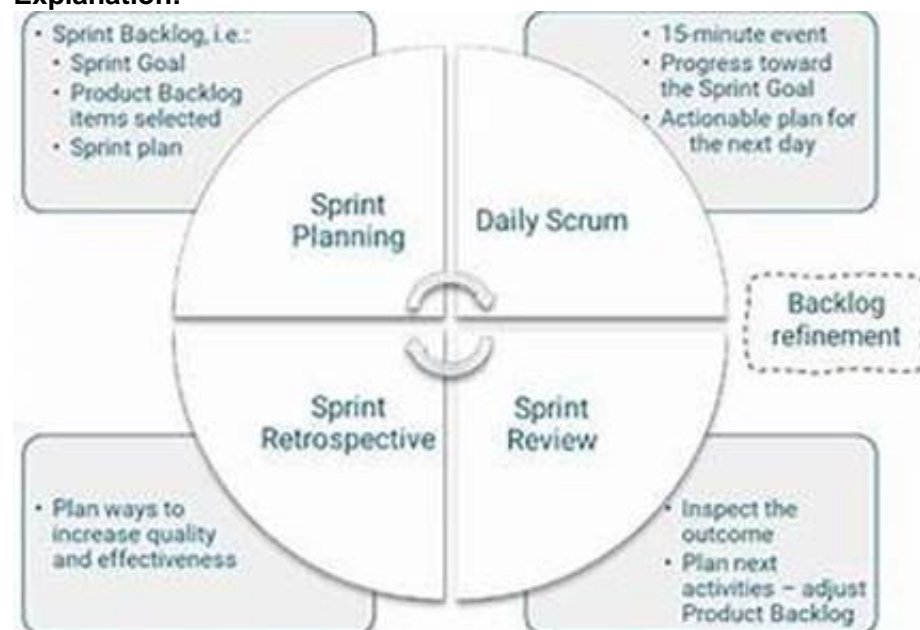 Explanation:
• Sprint Backlog, i.e.:
• Sprint Goal
• Product Backlog
items selected
• Sprint plan
• 15-minute event
• Progress toward
the Sprint Goal
• Actionable plan for
the next day
Sprint
Planning
Daily Scrum
Backlog
refinement
Sprint
Retrospective
Sprint
Review
• Plan ways to
increase quality
and effectiveness
• Inspect the
outcome
• Plan next
activities – adjust
Product Backlog